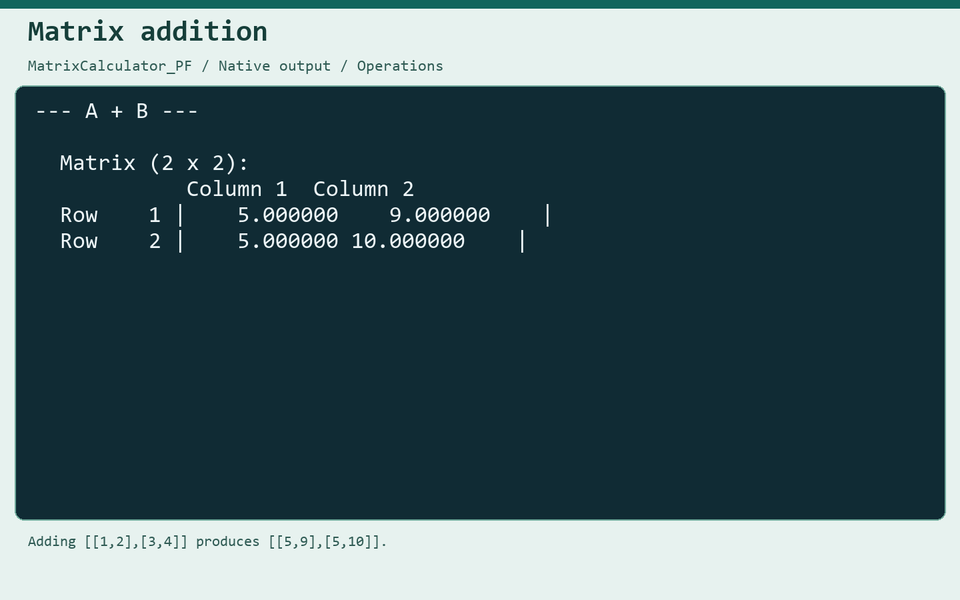 Matrix addition
MatrixCalculator_PF / Native output / Operations
--- A + B ---
Matrix (2 x 2):
Column 1  Column 2
Row    1 |    5.000000    9.000000    |
Row    2 |    5.000000 10.000000    |
Adding [[1,2],[3,4]] produces [[5,9],[5,10]].